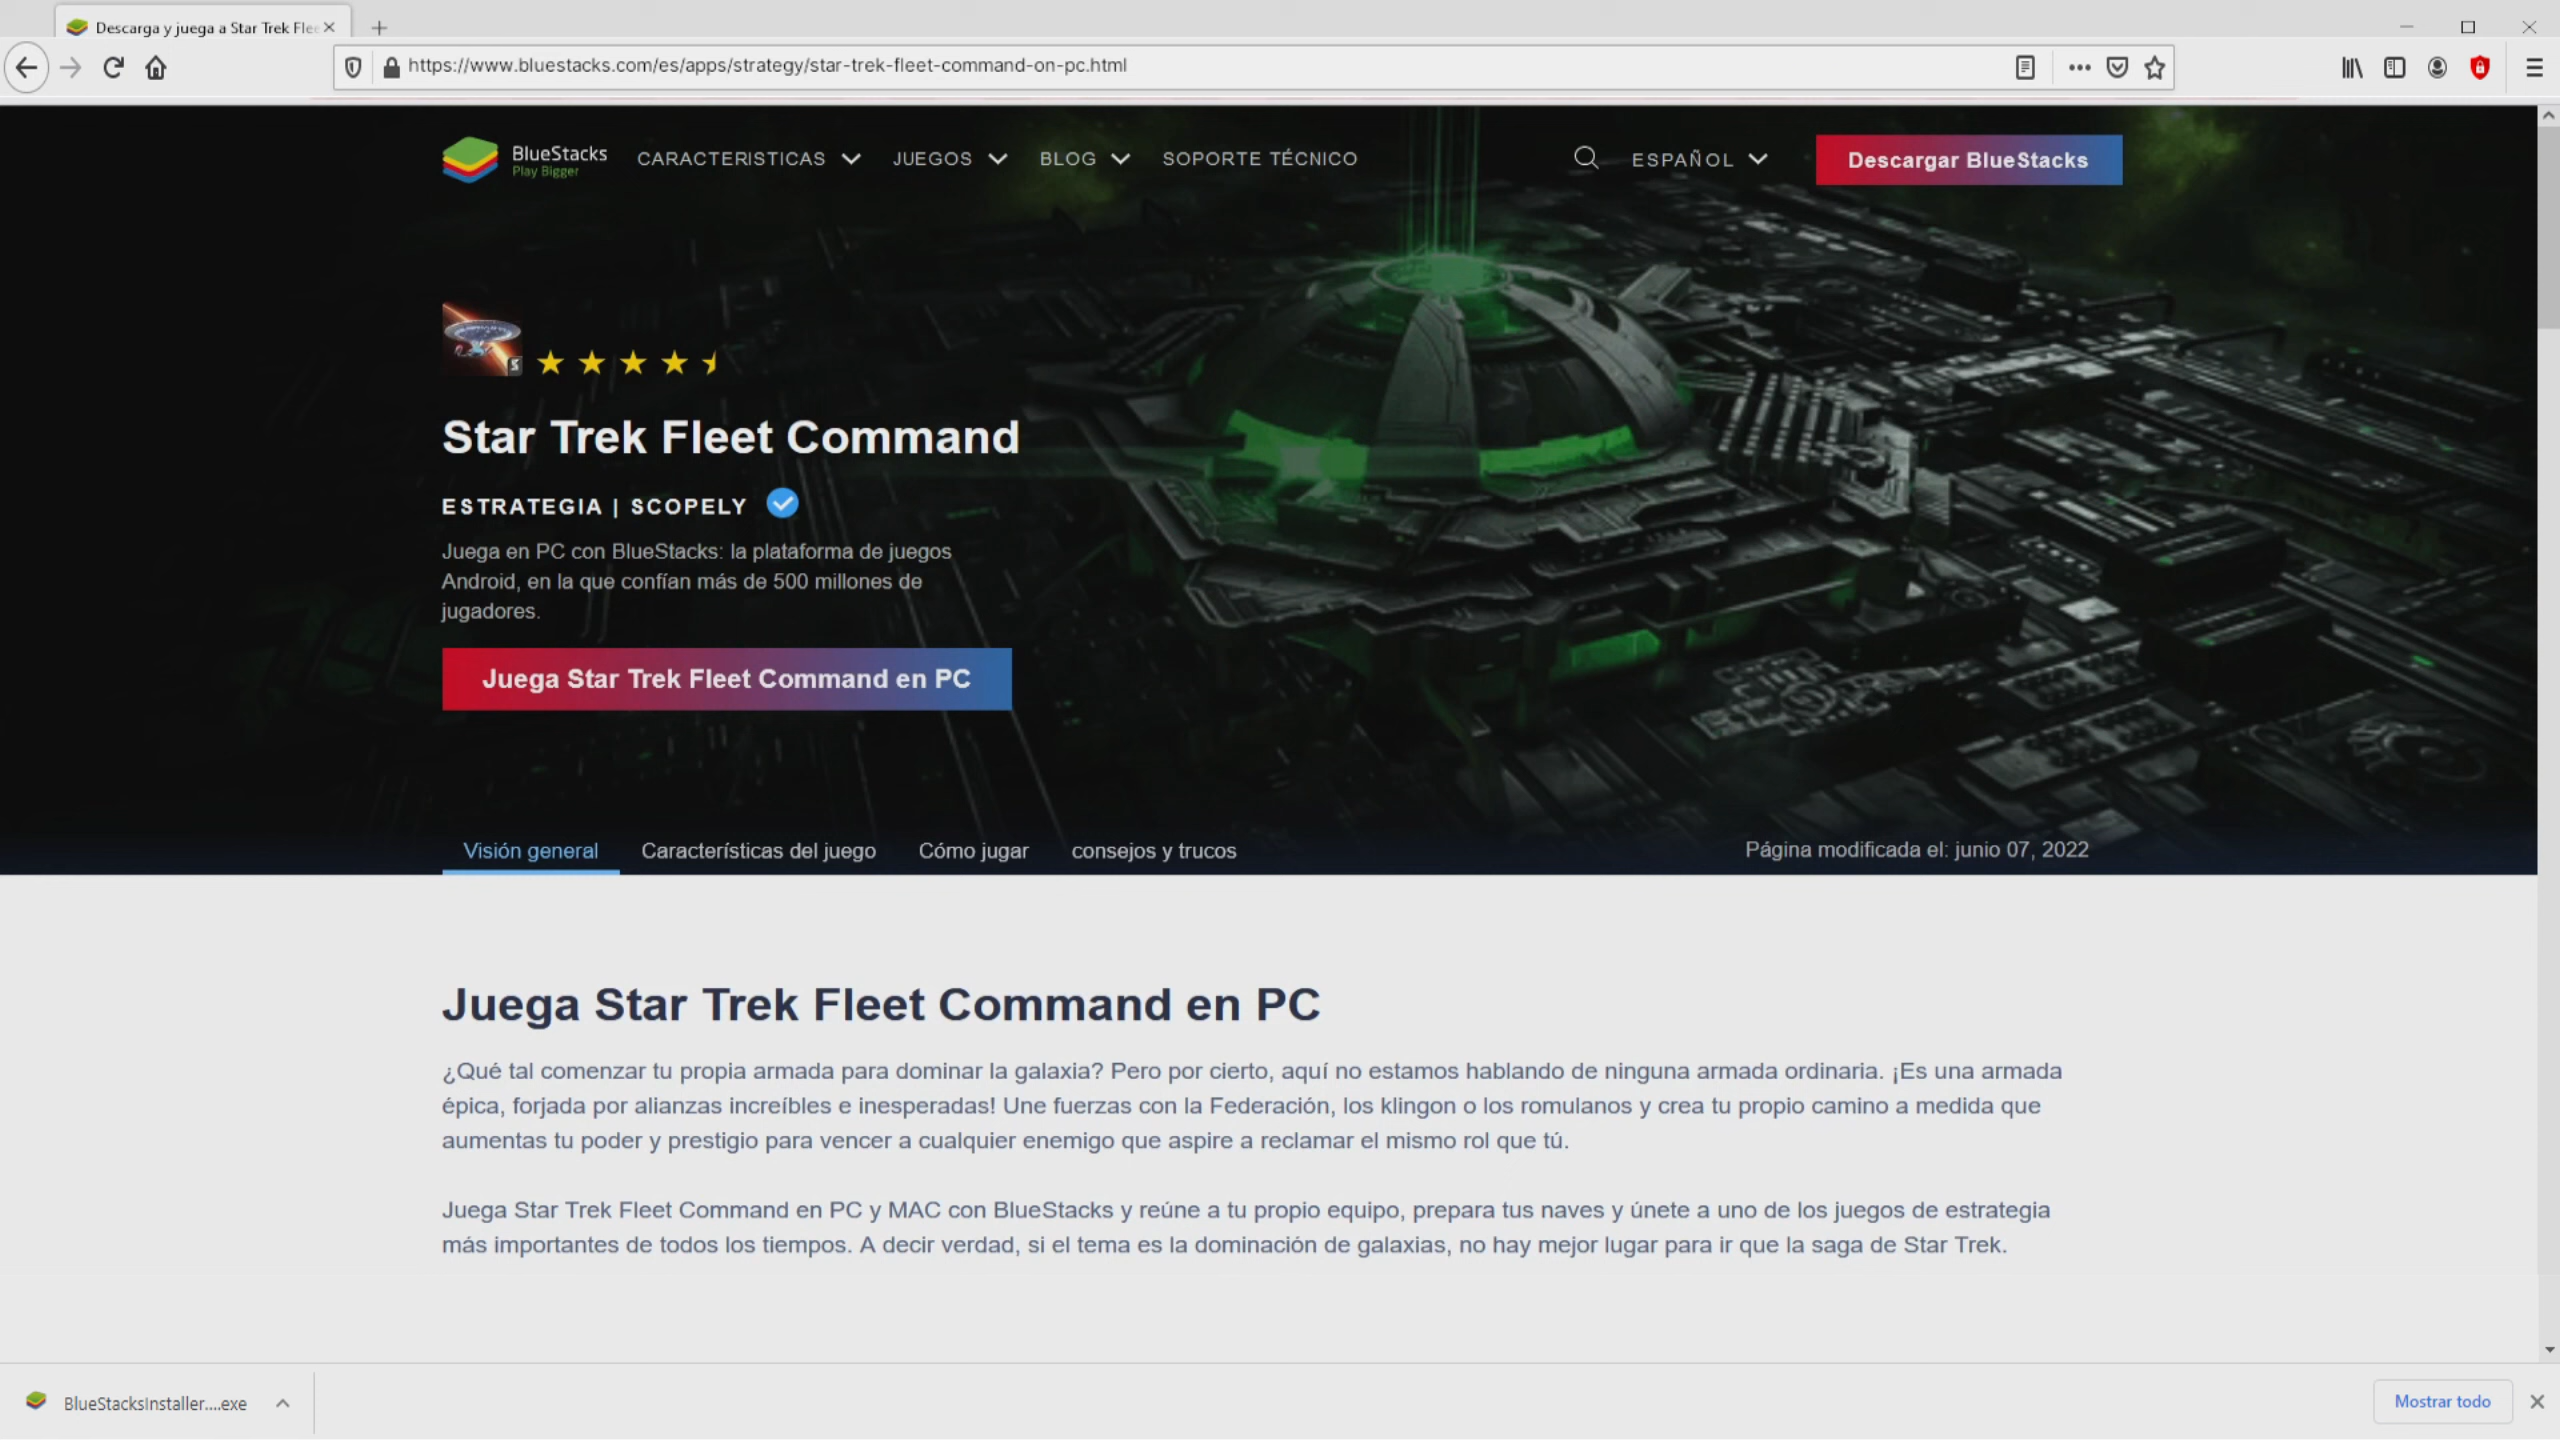 Descarga y juega a Star Trek Flee
https://www.bluestacks.com/es/apps/strategy/star-trek-fleet-command-on-pc.html
BlueStacks
Play Bigger
CARACTERISTICAS
JUEGOS
BLOG
SOPORTE TÉCNICO
ESPAÑOL
Descargar BlueStacks
Star Trek Fleet Command
ESTRATEGIA | SCOPELY
Juega en PC con BlueStacks: la plataforma de juegos
Android, en la que confían más de 500 millones de
jugadores.
Juega Star Trek Fleet Command en PC
Visión general
Características del juego
Cómo jugar
consejos y trucos
Página modificada el: junio 07, 2022
Juega Star Trek Fleet Command en PC
¿Qué tal comenzar tu propia armada para dominar la galaxia? Pero por cierto, aquí no estamos hablando de ninguna armada ordinaria. ¡Es una armada
épica, forjada por alianzas increíbles e inesperadas! Une fuerzas con la Federación, los klingon o los romulanos y crea tu propio camino a medida que
aumentas tu poder y prestigio para vencer a cualquier enemigo que aspire a reclamar el mismo rol que tú.
Juega Star Trek Fleet Command en PC y MAC con BlueStacks y reúne a tu propio equipo, prepara tus naves y únete a uno de los juegos de estrategia
más importantes de todos los tiempos. A decir verdad, si el tema es la dominación de galaxias, no hay mejor lugar para ir que la saga de Star Trek.
BlueStacksInstaller....exe
Mostrar todo